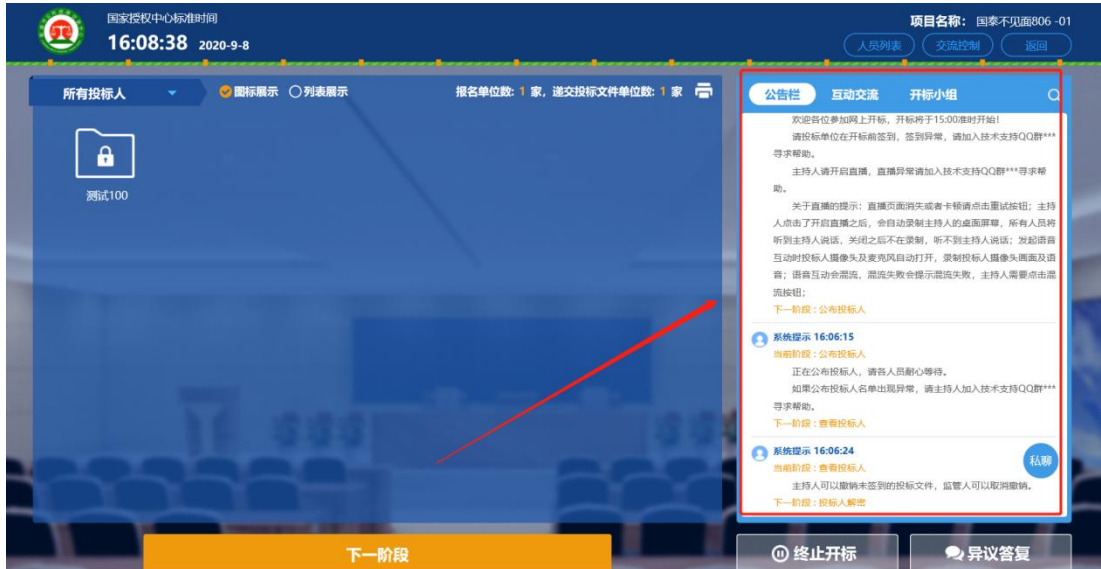 国家授权中心标准时间
16:08:38 2020-9-8
项目名称： 国泰不见面806 -01
人员列表 交流控制 返回
所有投标人 图标展示 列表展示 报名单位数: 1 家，递交投标文件单位数: 1 家
测试100
公告栏 互动交流 开标小组
欢迎各位参加网上开标，开标将于15:00准时开始！
请投标单位在开标前签到，签到异常，请加入技术支持QQ群***
寻求帮助。
主持人请开启直播，直播异常请加入技术支持QQ群***寻求帮
助。
关于直播的提示：直播页面消失或者卡顿请点击重试按钮；主持
人点击了开启直播之后，会自动录制主持人的桌面屏幕，所有人员将
听到主持人说话，关闭之后不在录制，听不到主持人说话；发起语音
互动时投标人摄像头及麦克风自动打开，录制投标人摄像头画面及语
音；语音互动会混流，混流失败会提示混流失败，主持人需要点击混
流按钮；
下一阶段 : 公布投标人
系统提示 16:06:15
当前阶段 : 公布投标人
正在公布投标人，请各人员耐心等待。
如果公布投标人名单出现异常，请主持人加入技术支持QQ群***
寻求帮助。
下一阶段 : 查看投标人
系统提示 16:06:24
当前阶段 : 查看投标人
主持人可以撤销未签到的投标文件，监管人可以取消撤销。
下一阶段 : 投标人解密
私聊
下一阶段
终止开标
异议答复